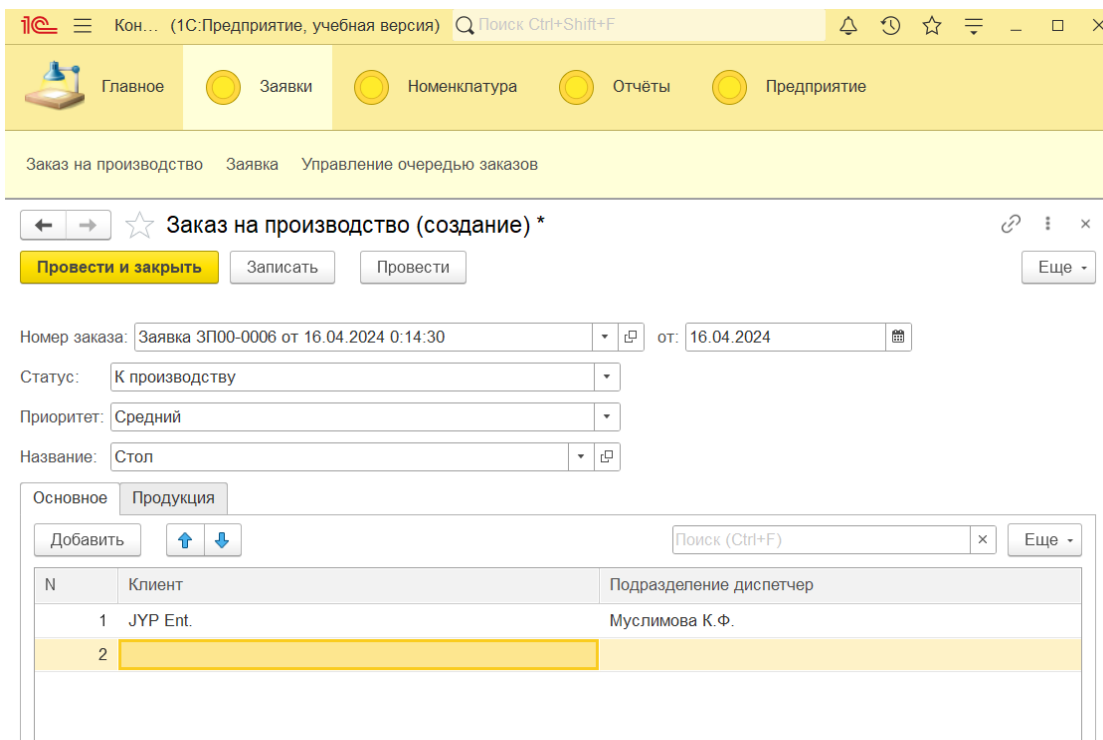 1С Кон... (1С:Предприятие, учебная версия) Поиск Ctrl+Shift+F
Главное Заявки Номенклатура Отчёты Предприятие
Заказ на производство Заявка Управление очередью заказов
Заказ на производство (создание) *
Провести и закрыть Записать Провести Еще
Номер заказа: Заявка ЗП00-0006 от 16.04.2024 0:14:30 от: 16.04.2024
Статус: К производству
Приоритет: Средний
Название: Стол
Основное Продукция
Добавить Поиск (Ctrl+F) × Еще
N Клиент Подразделение диспетчер
1 JYP Ent. Муслимова К.Ф.
2